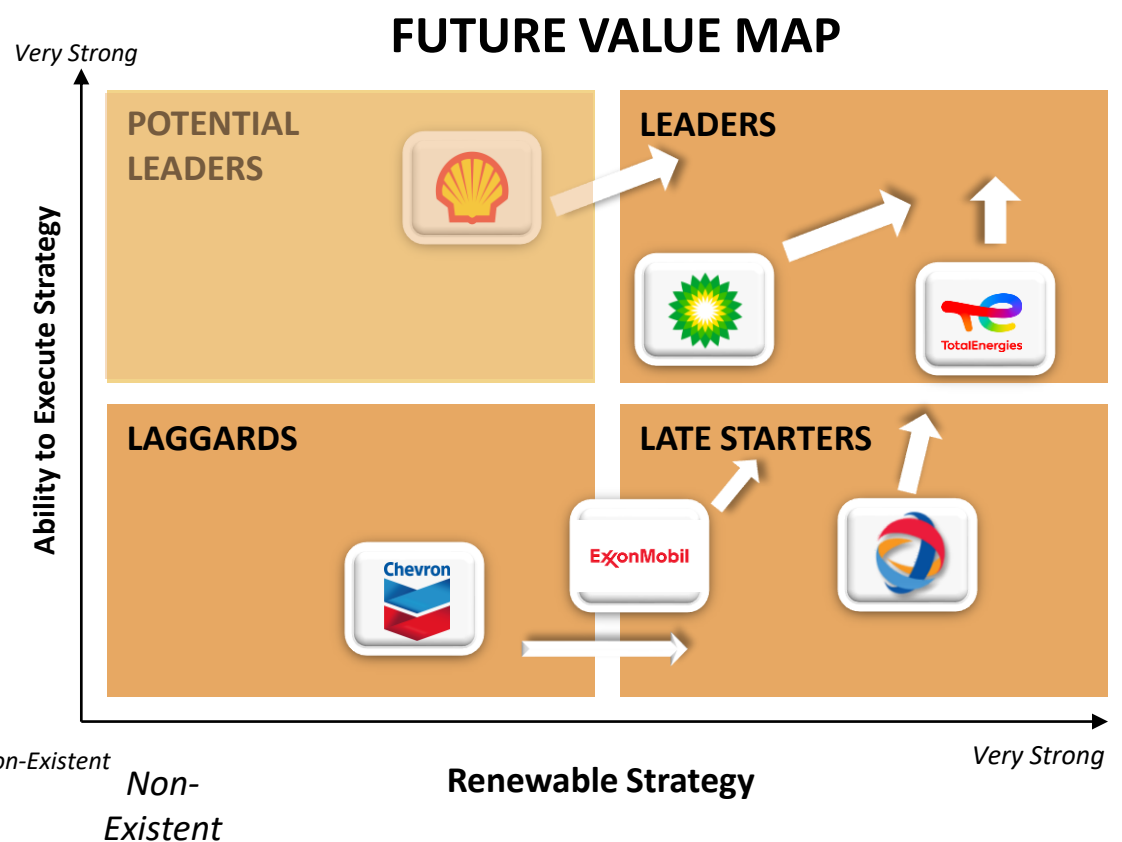 FUTURE VALUE MAP
Very Strong
POTENTIAL
LEADERS
LEADERS
TotalEnergies
Ability to Execute Strategy
LAGGARDS
LATE STARTERS
Chevron
ExxonMobil
on-Existent
Non-
Existent
Renewable Strategy
Very Strong